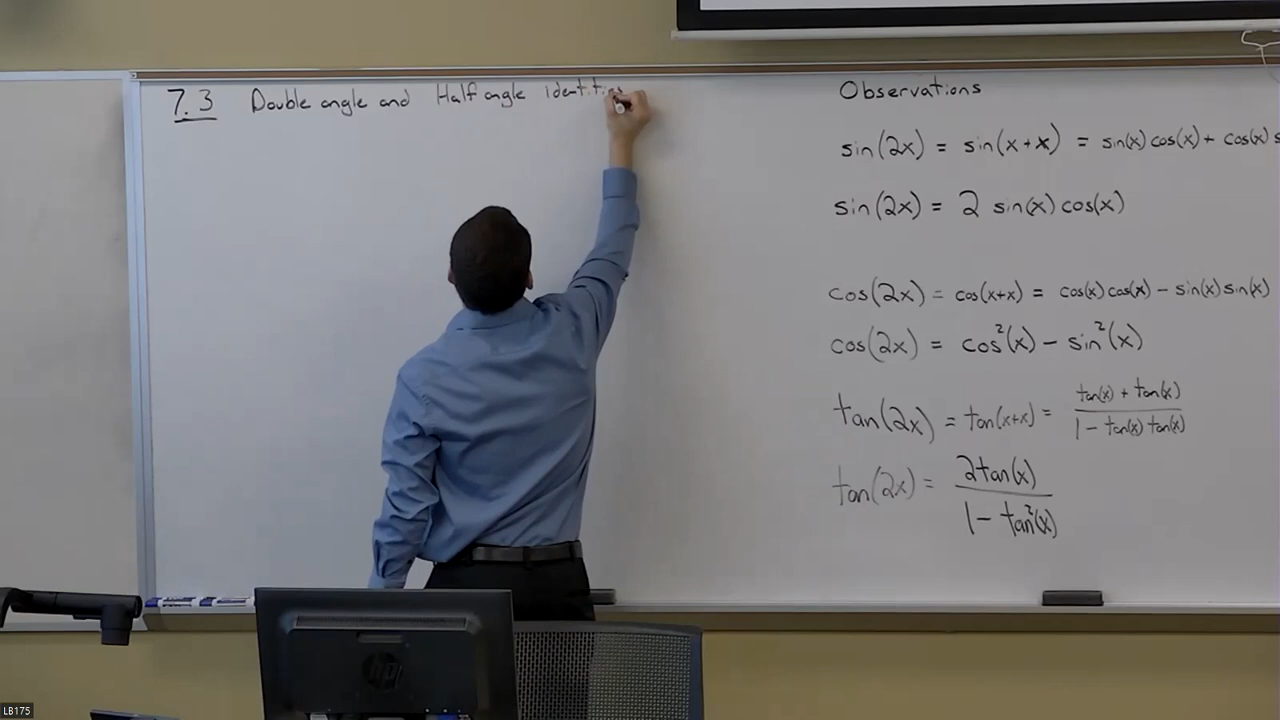 7.3 Double angle and Half angle identities
Observations
sin(2x) = sin(x+x) = sin(x) cos(x) + cos(x) s
sin(2x) = 2 sin(x) cos(x)
cos(2x) = cos(x+x) = cos(x) cos(x) - sin(x) sin(x)
cos(2x) = cos²(x) - sin²(x)
tan(2x) = tan(x+x) = (tan(x) + tan(x)) / (1 - tan(x) tan(x))
tan(2x) = 2tan(x) / (1 - tan²(x))
hp
LB175